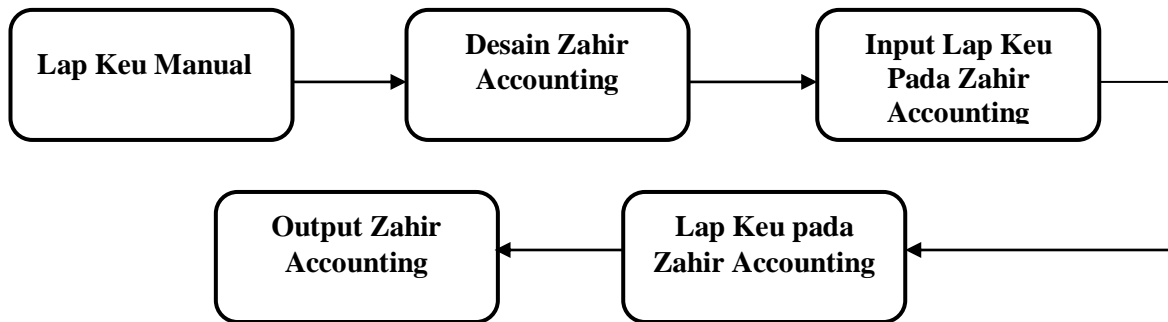 Lap Keu Manual
Desain Zahir
Accounting
Input Lap Keu
Pada Zahir
Accounting
Output Zahir
Accounting
Lap Keu pada
Zahir Accounting